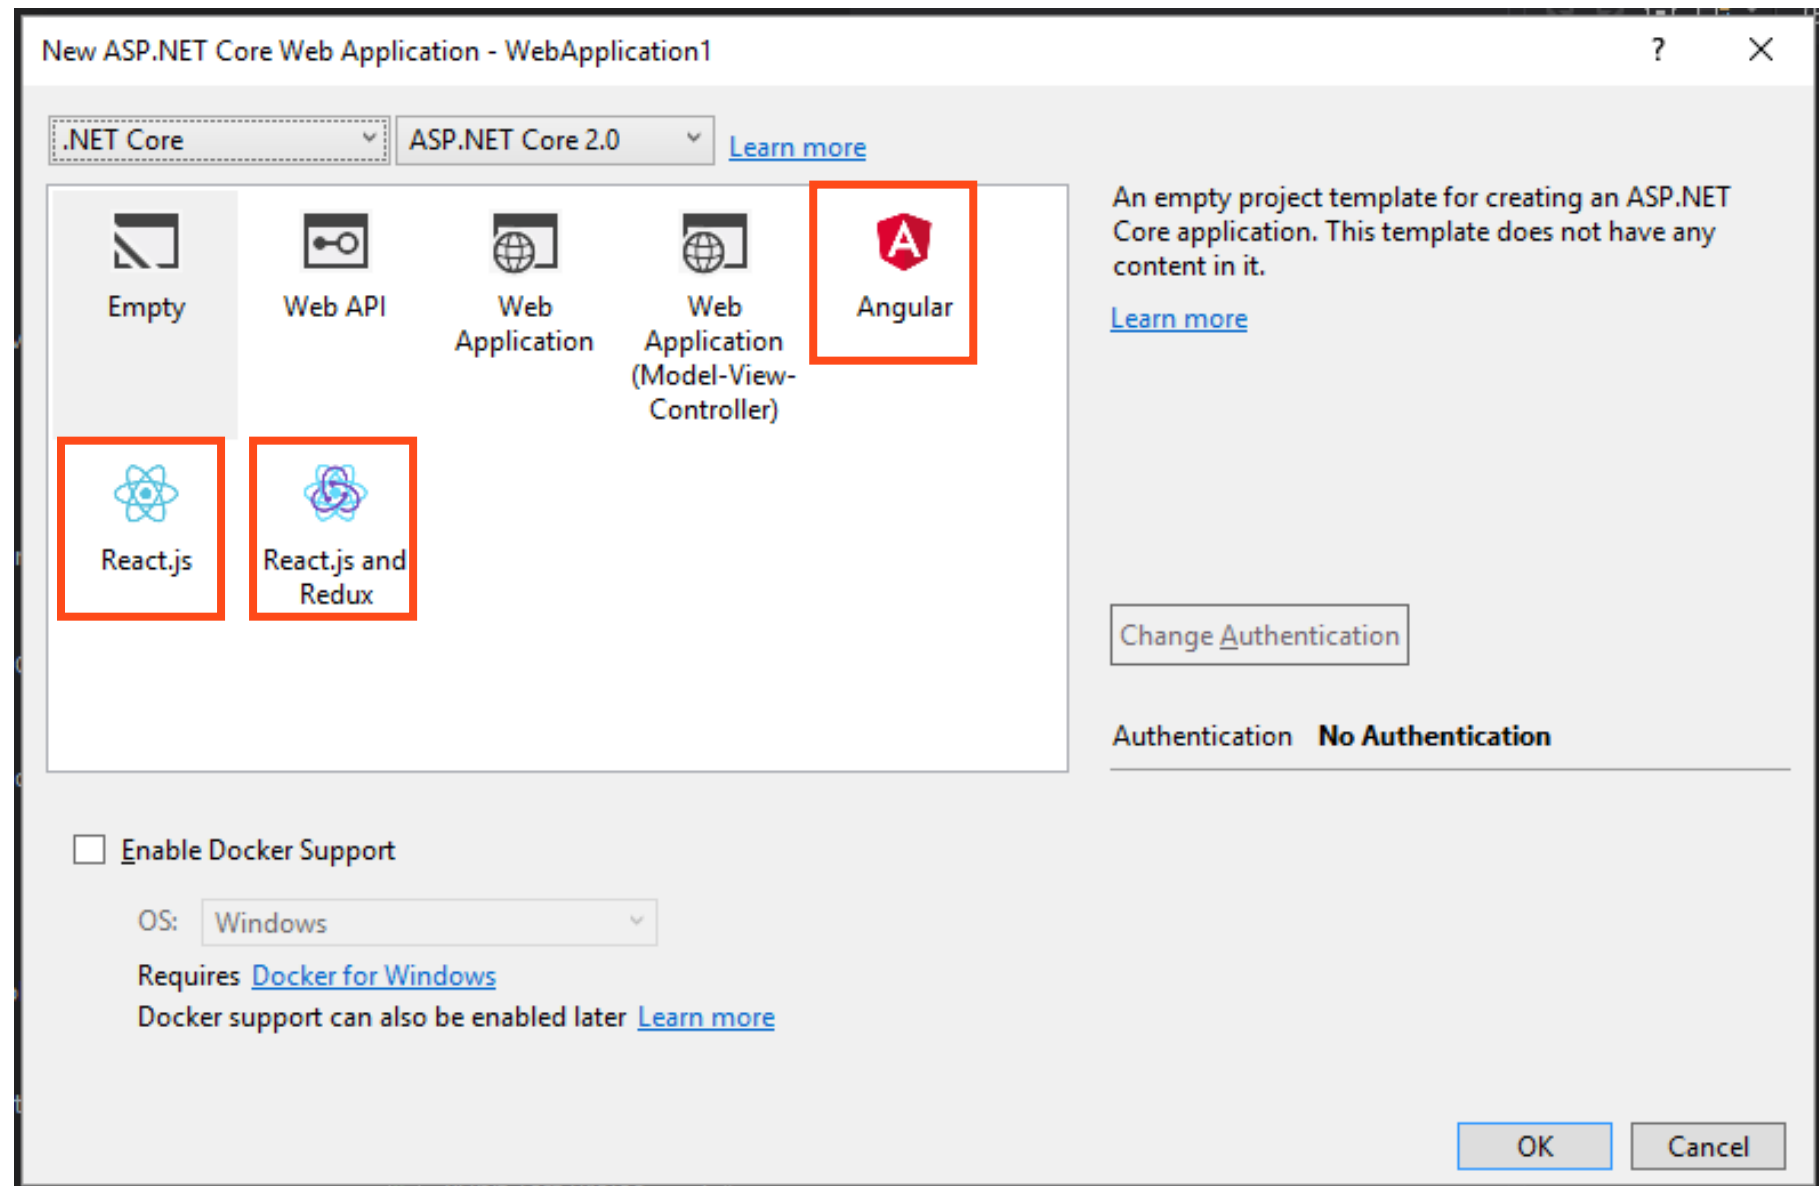 New ASP.NET Core Web Application - WebApplication1
?
.NET Core
ASP.NET Core 2.0
Learn more
Empty
Web API
Web
Application
Web
Application
(Model-View-
Controller)
Angular
React.js
React.js and
Redux
An empty project template for creating an ASP.NET
Core application. This template does not have any
content in it.
Learn more
Change Authentication
Authentication No Authentication
Enable Docker Support
OS: Windows
Requires Docker for Windows
Docker support can also be enabled later Learn more
OK
Cancel